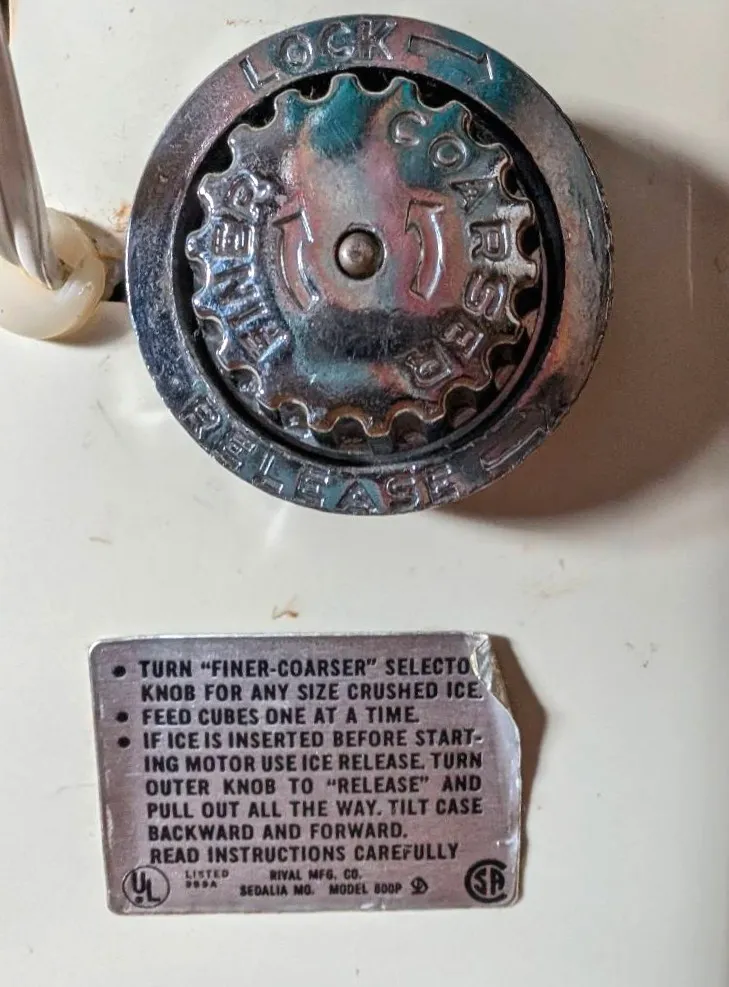 LOCK
COARSER
FINER
RELEASE
• TURN "FINER-COARSER" SELECTO
KNOB FOR ANY SIZE CRUSHED ICE.
• FEED CUBES ONE AT A TIME.
• IF ICE IS INSERTED BEFORE START-
ING MOTOR USE ICE RELEASE. TURN
OUTER KNOB TO "RELEASE" AND
PULL OUT ALL THE WAY. TILT CASE
BACKWARD AND FORWARD.
READ INSTRUCTIONS CAREFULLY
UL
LISTED
RIVAL MFG. CO.
SEDALIA MO. MODEL 800P
SA